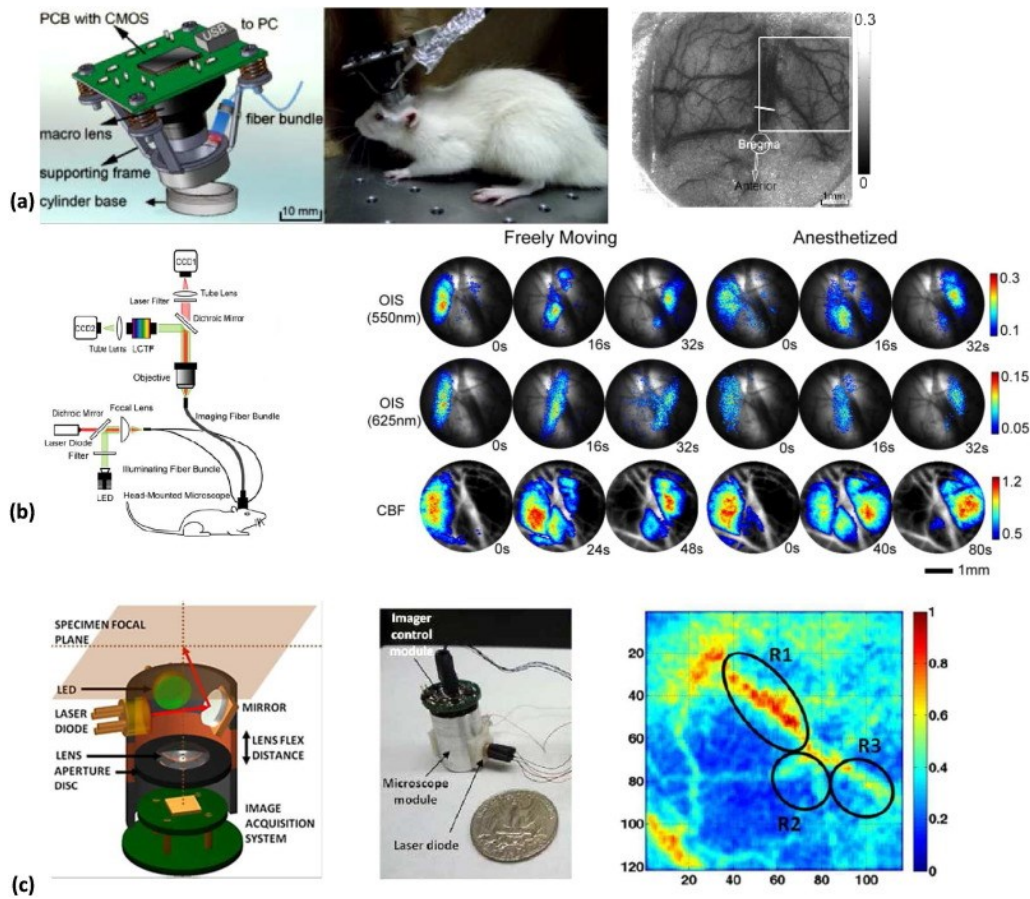 PCB with CMOS
USB
to PC
macro lens
fiber bundle
supporting frame
cylinder base
10 mm
(a)
Bregma
Anterior
1mm
0.3
0
CCD1
Tube Lens
Laser Filter
Dichroic Mirror
CCD2
Tube Lens
LCTF
Objective
Imaging Fiber Bundle
Dichroic Mirror
Focal Lens
Laser Diode
Filter
Illuminating Fiber Bundle
LED
Head-Mounted Microscope
(b)
Freely Moving
Anesthetized
OIS
(550nm)
0s
16s
32s
0s
16s
32s
0.3
0.1
OIS
(625nm)
0s
16s
32s
0s
16s
32s
0.15
0.05
CBF
0s
24s
48s
0s
40s
80s
1.2
0.5
1mm
SPECIMEN FOCAL
PLANE
LED
LASER
DIODE
MIRROR
LENS FLEX
DISTANCE
LENS
APERTURE
DISC
IMAGE
ACQUISITION
SYSTEM
(c)
Imager
control
module
Microscope
module
Laser diode
R1
R2
R3
20
40
60
80
100
120
20
40
60
80
100
1
0.8
0.6
0.4
0.2
0